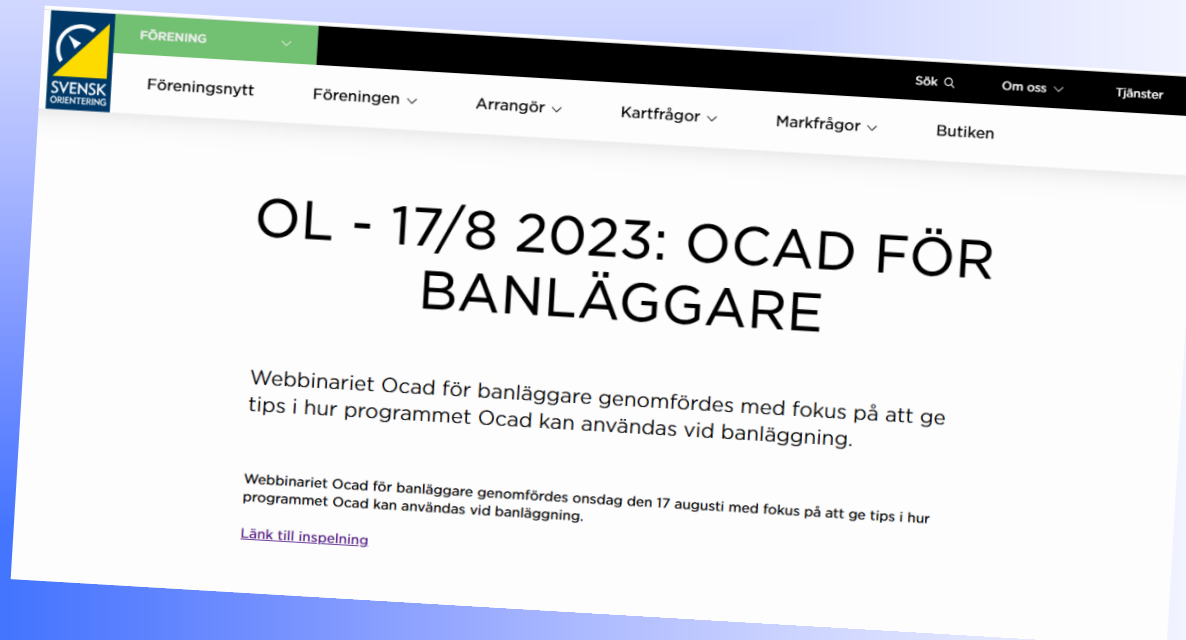 FÖRENING
Sök
Om oss
Tjänster
SVENSK
ORIENTERING
Föreningsnytt
Föreningen
Arrangör
Kartfrågor
Markfrågor
Butiken
OL - 17/8 2023: OCAD FÖR
BANLÄGGARE
Webbinariet Ocad för banläggare genomfördes med fokus på att ge
tips i hur programmet Ocad kan användas vid banläggning.
Webbinariet Ocad för banläggare genomfördes onsdag den 17 augusti med fokus på att ge tips i hur
programmet Ocad kan användas vid banläggning.
Länk till inspelning